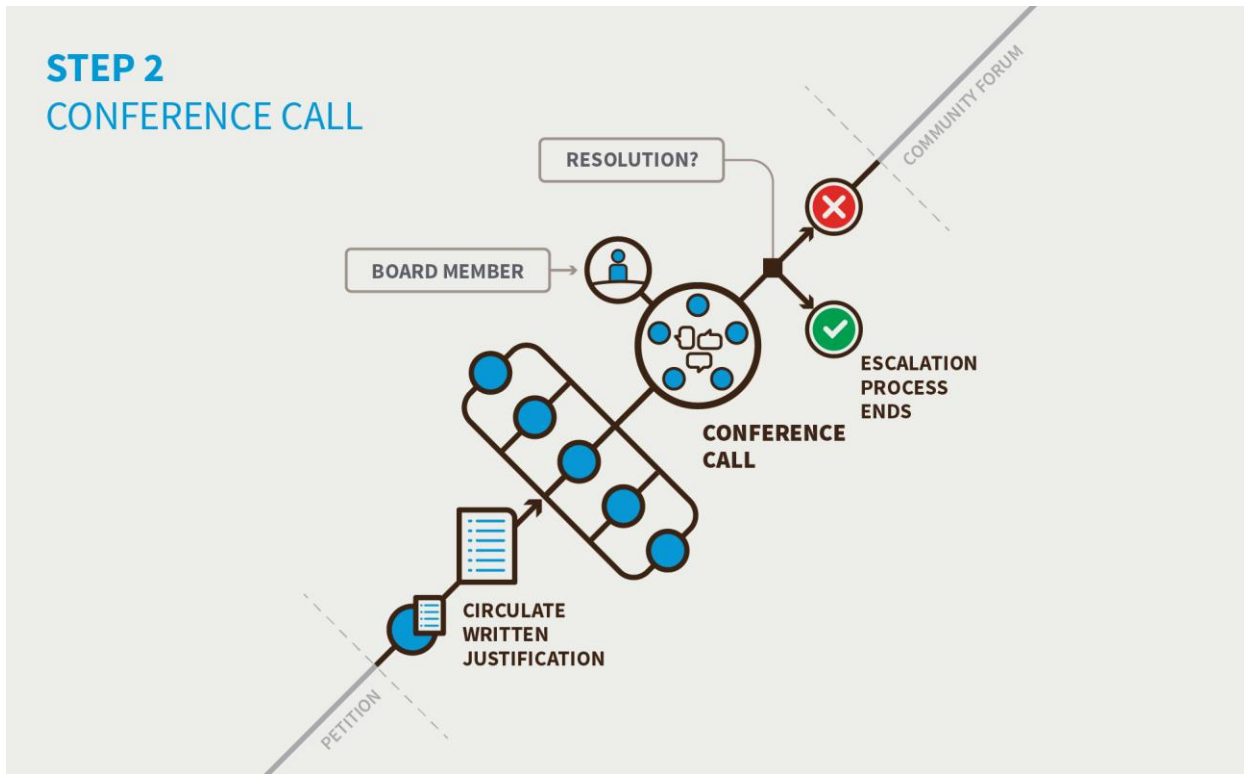 STEP 2
CONFERENCE CALL
COMMUNITY FORUM
RESOLUTION?
BOARD MEMBER
ESCALATION
PROCESS
ENDS
CONFERENCE
CALL
CIRCULATE
WRITTEN
JUSTIFICATION
PETITION